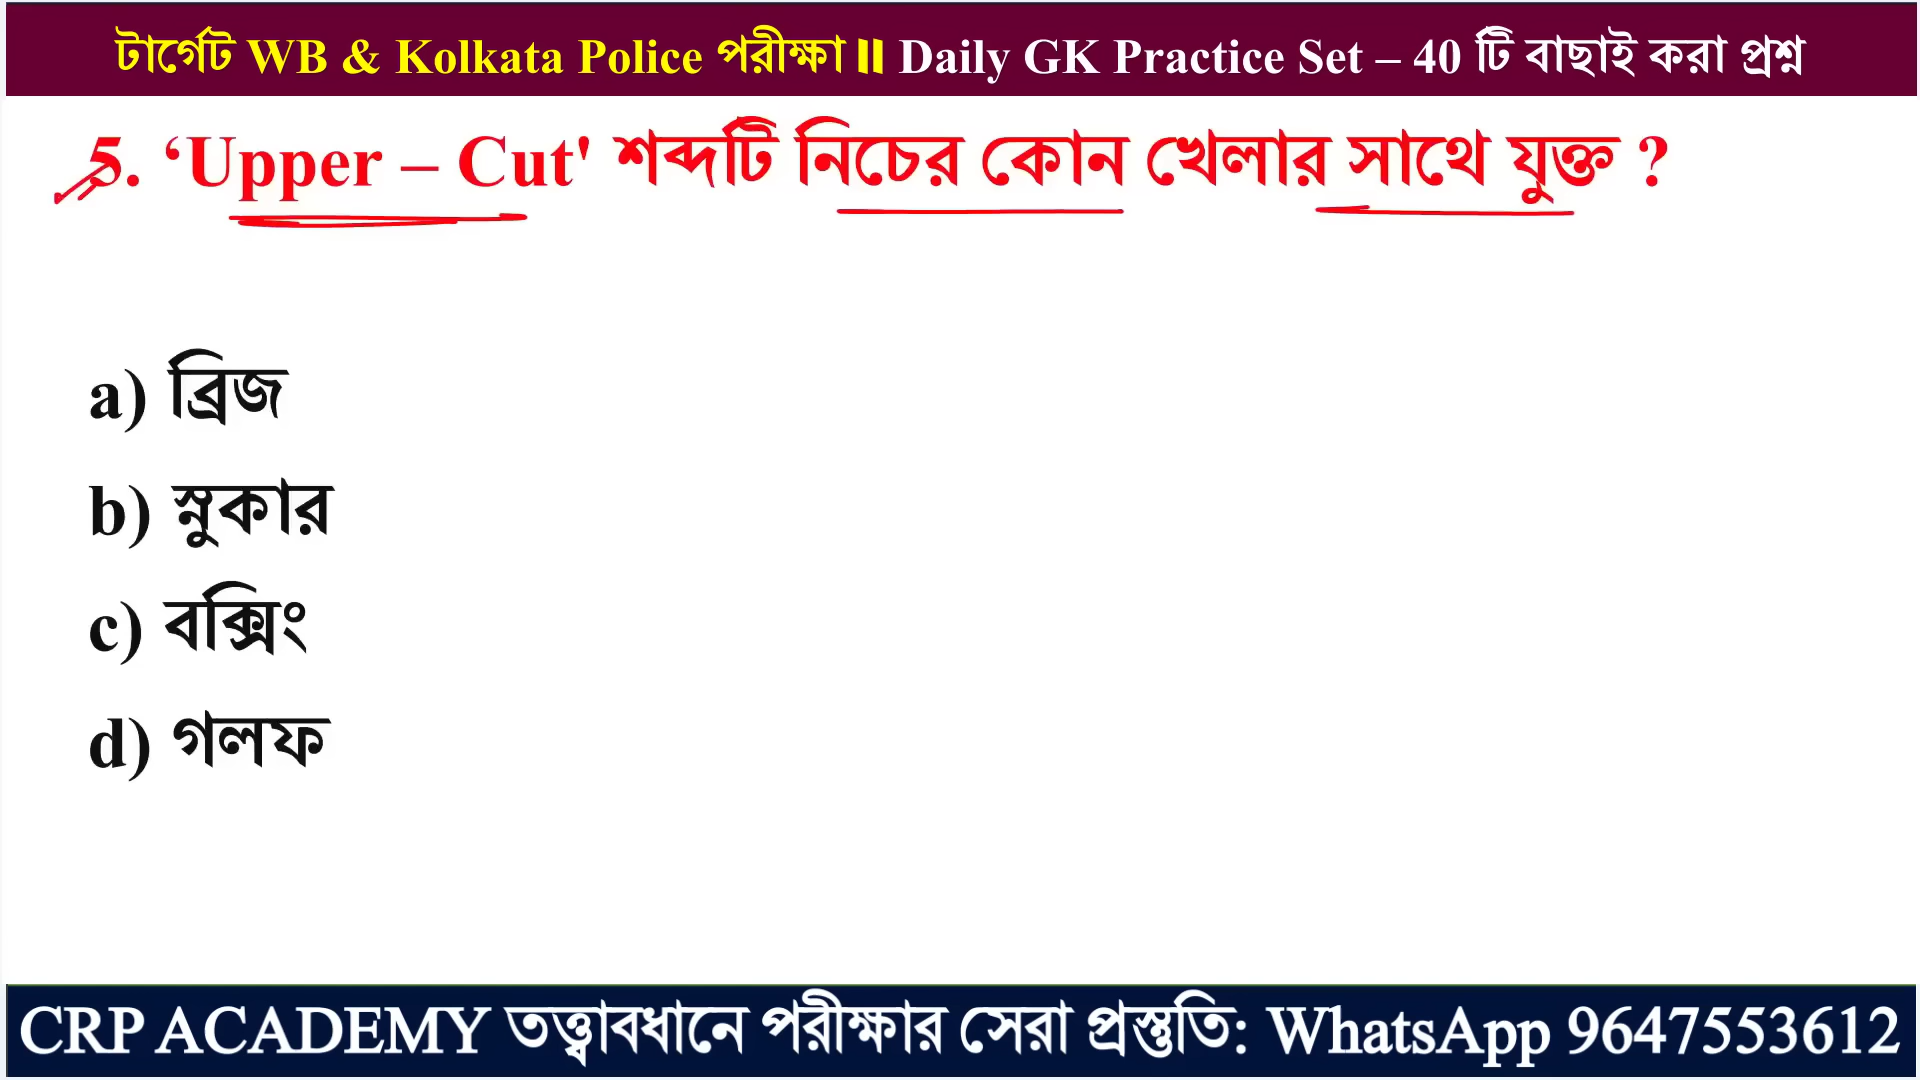 টার্গেট WB & Kolkata Police পরীক্ষা॥ Daily GK Practice Set – 40 টি বাছাই করা প্রশ্ন
5. ‘Upper – Cut' শব্দটি নিচের কোন খেলার সাথে যুক্ত ?
a) ব্রিজ
b) স্নুকার
c) বক্সিং
d) গলফ
CRP ACADEMY তত্ত্বাবধানে পরীক্ষার সেরা প্রস্তুতি: WhatsApp 9647553612